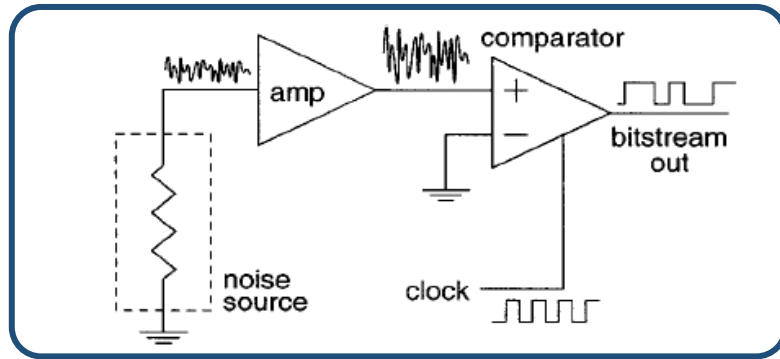 comparator
amp
+
−
bitstream
out
noise
source
clock